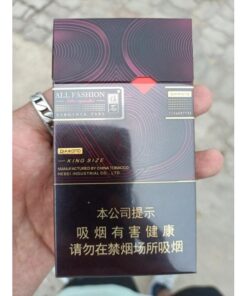 ALL FASHION
DIAMOND
KING SIZE
MANUFACTURED BY CHINA TOBACCO
HEBEI INDUSTRIAL CO., LTD
本公司提示
吸烟有害健康
请勿在禁烟场所吸烟